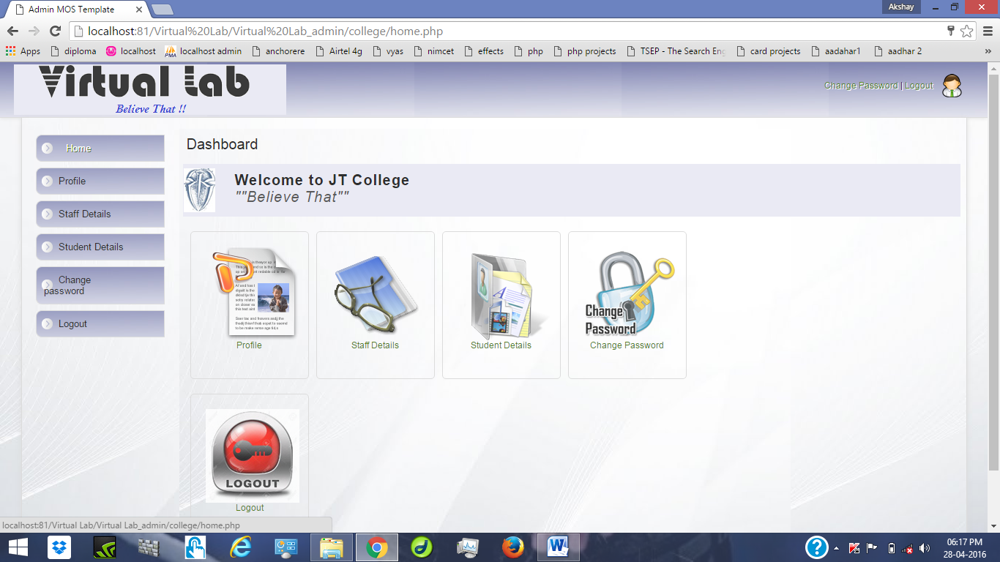 Admin MOS Template
Akshay
localhost:81/Virtual%20Lab/Virtual%20Lab_admin/college/home.php
Apps diploma localhost localhost admin anchorere Airtel 4g vyas nimcet effects php php projects TSEP - The Search En card projects aadahar1 aadhar 2 »
Virtual Lab
Believe That !!
Change Password | Logout
Home
Profile
Staff Details
Student Details
Change
password
Logout
Dashboard
Welcome to JT College
""Believe That""
Profile
Staff Details
Student Details
Change
Password
Change Password
LOGOUT
Logout
localhost:81/Virtual Lab/Virtual Lab_admin/college/home.php
06:17 PM
28-04-2016